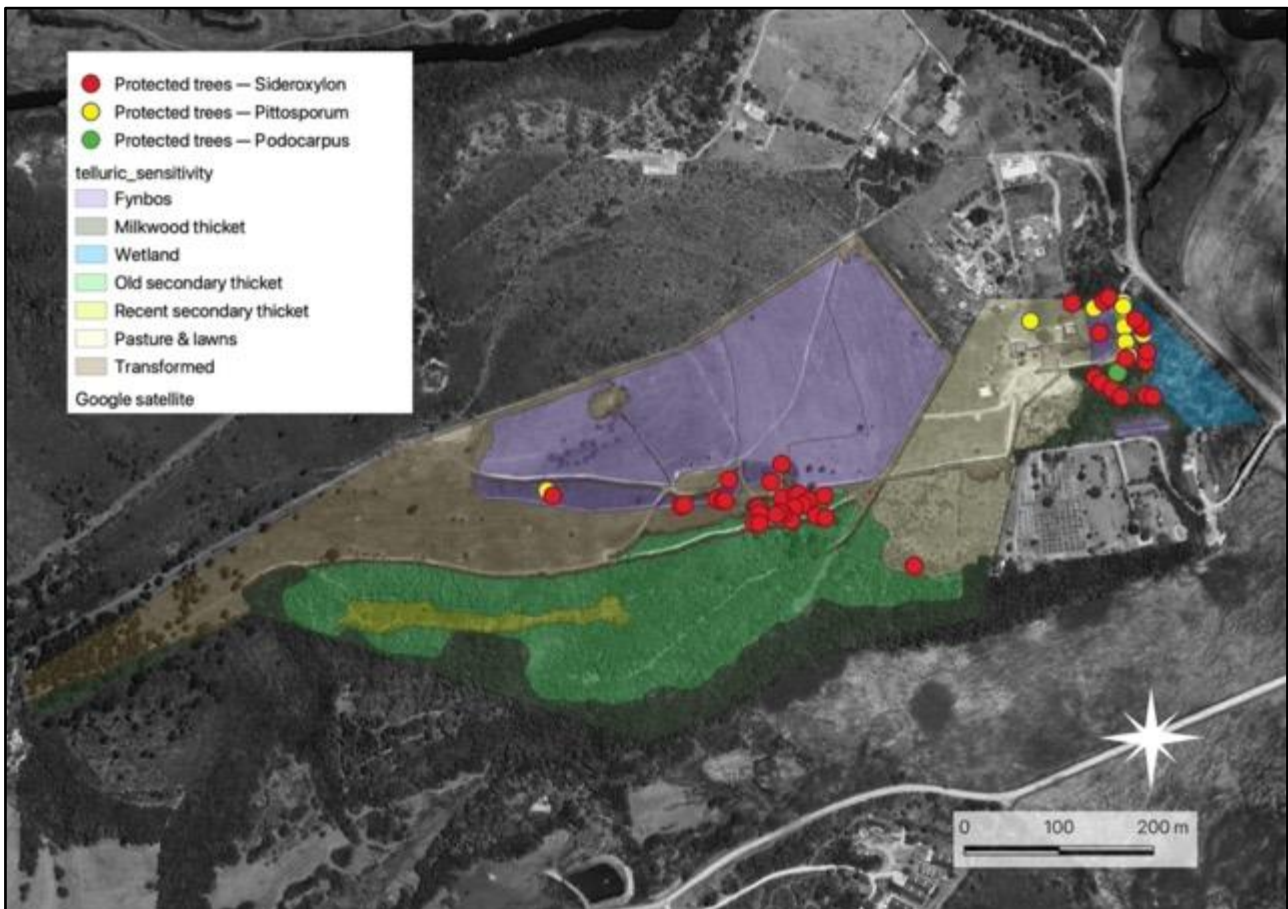 Protected trees — Sideroxylon
Protected trees — Pittosporum
Protected trees — Podocarpus
telluric_sensitivity
Fynbos
Milkwood thicket
Wetland
Old secondary thicket
Recent secondary thicket
Pasture & lawns
Transformed
Google satellite
0 100 200 m